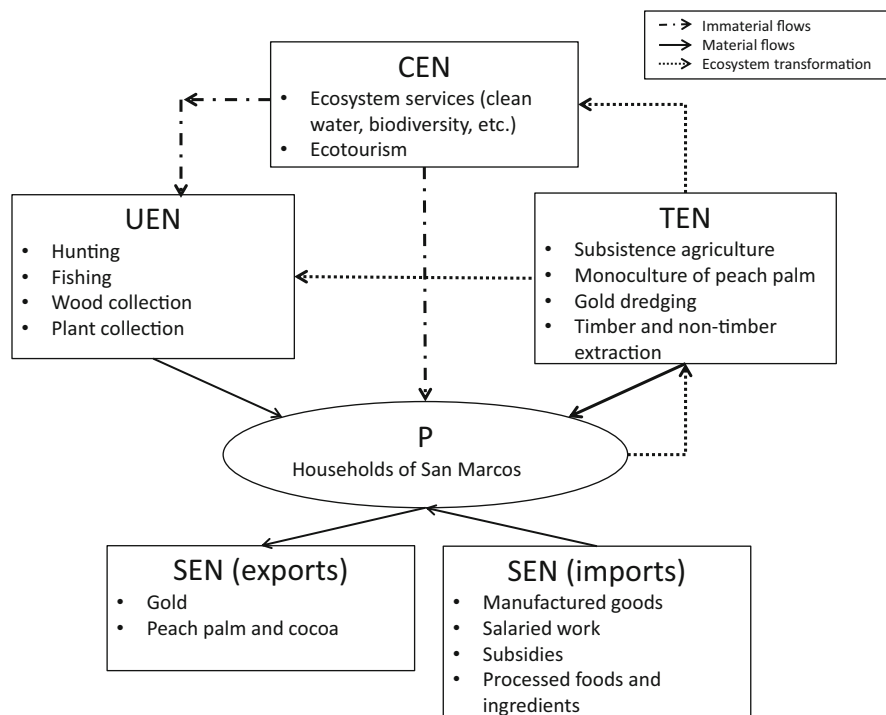 Immaterial flows
Material flows
Ecosystem transformation
CEN
• Ecosystem services (clean
water, biodiversity, etc.)
• Ecotourism
UEN
• Hunting
• Fishing
• Wood collection
• Plant collection
TEN
• Subsistence agriculture
• Monoculture of peach palm
• Gold dredging
• Timber and non-timber
extraction
P
Households of San Marcos
SEN (exports)
• Gold
• Peach palm and cocoa
SEN (imports)
• Manufactured goods
• Salaried work
• Subsidies
• Processed foods and
ingredients